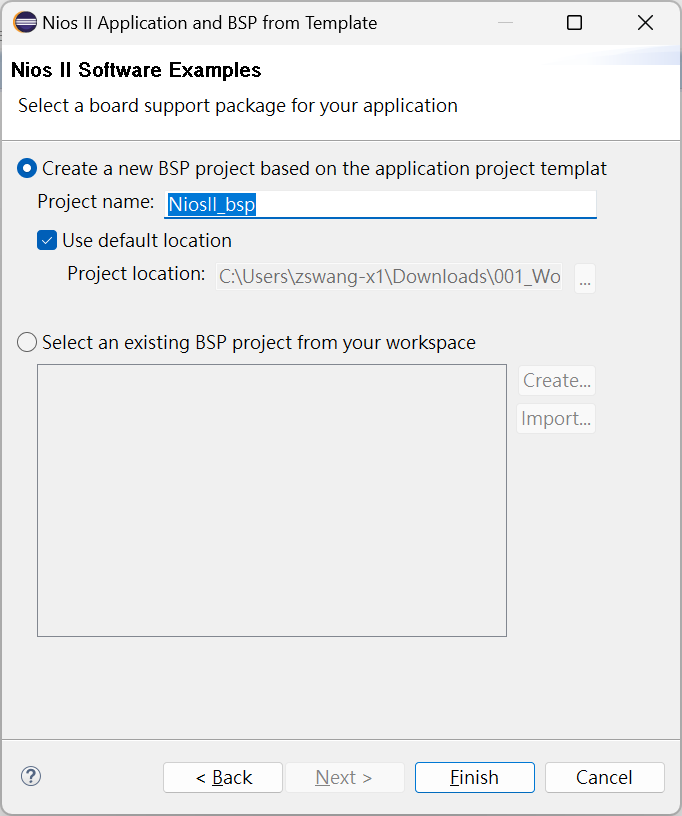 Nios II Application and BSP from Template
Nios II Software Examples
Select a board support package for your application
Create a new BSP project based on the application project templat
Project name: NiosII_bsp
Use default location
Project location: C:\Users\zswang-x1\Downloads\001_Wo ...
Select an existing BSP project from your workspace
Create...
Import...
? < Back Next > Finish Cancel